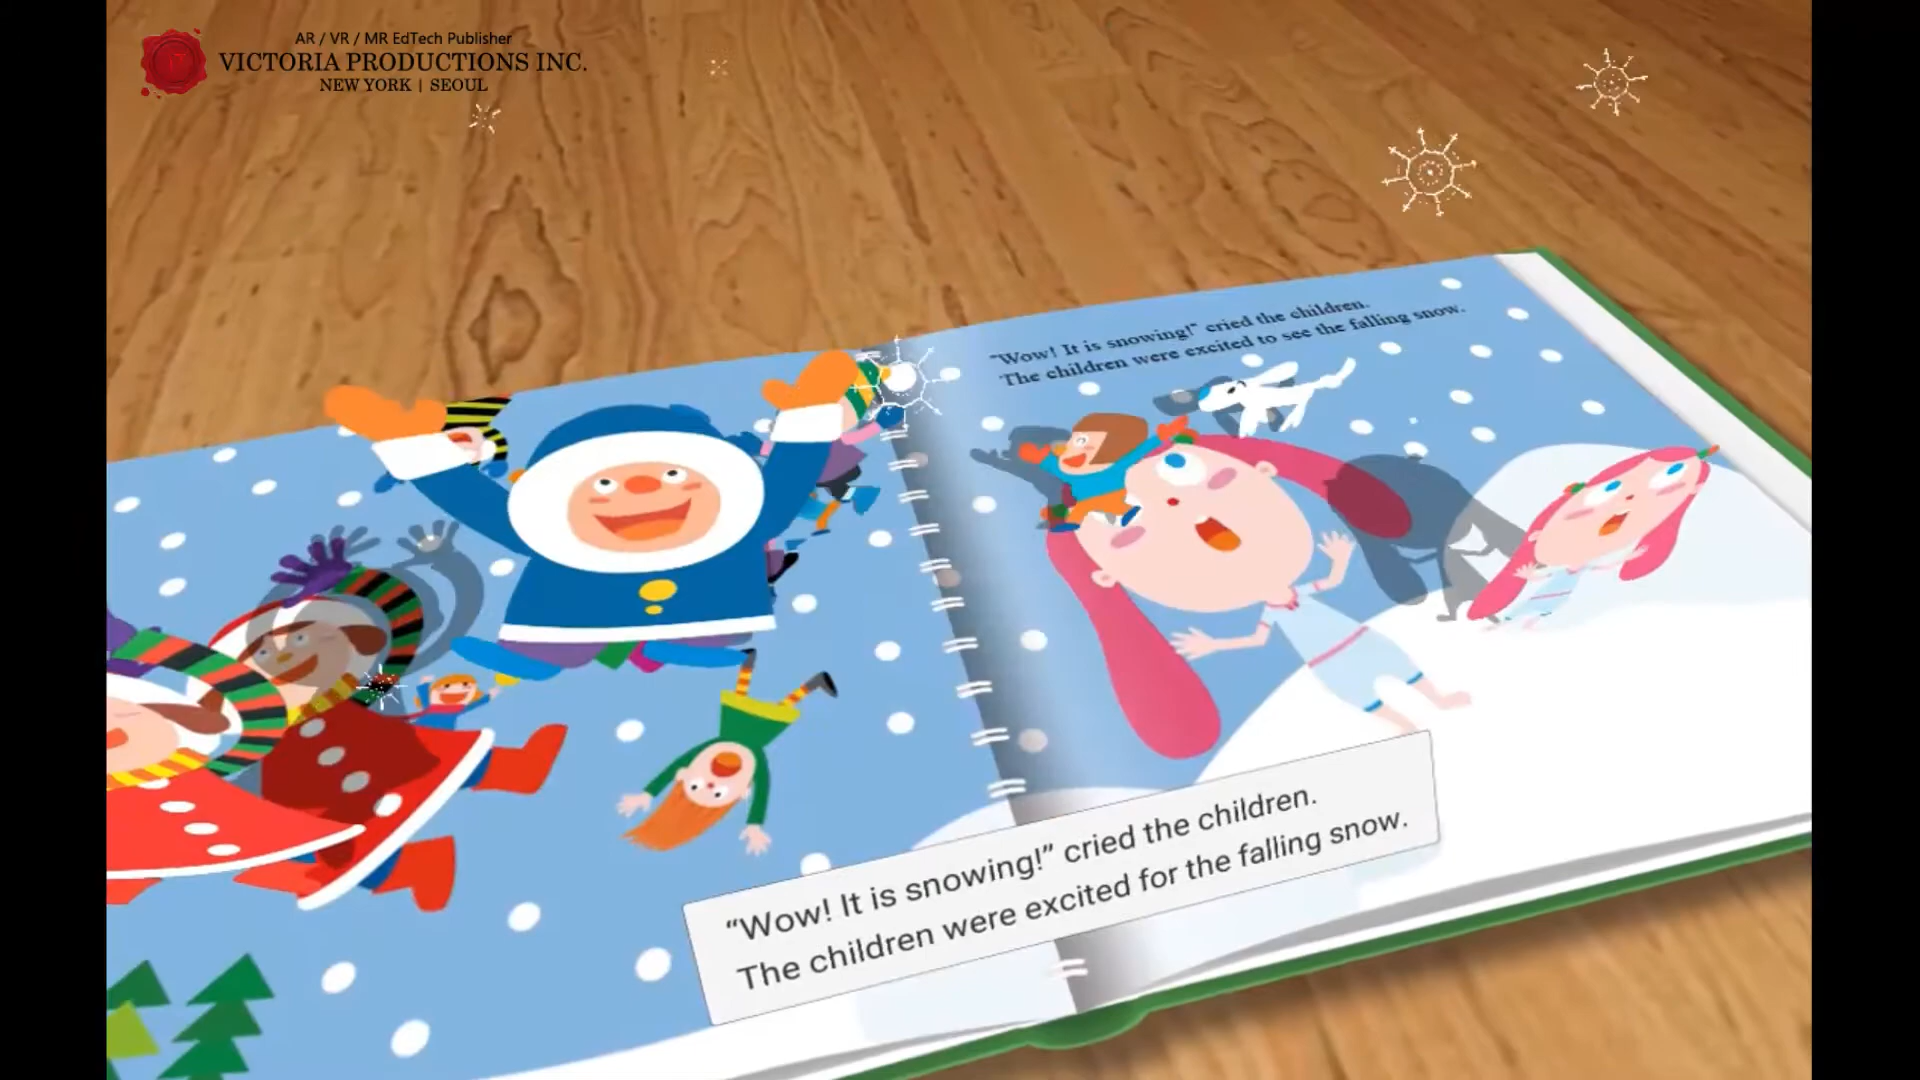 AR / VR / MR EdTech Publisher
VICTORIA PRODUCTIONS INC.
NEW YORK | SEOUL
“Wow! It is snowing!” cried the children.
The children were excited to see the falling snow.
“Wow! It is snowing!” cried the children.
The children were excited for the falling snow.